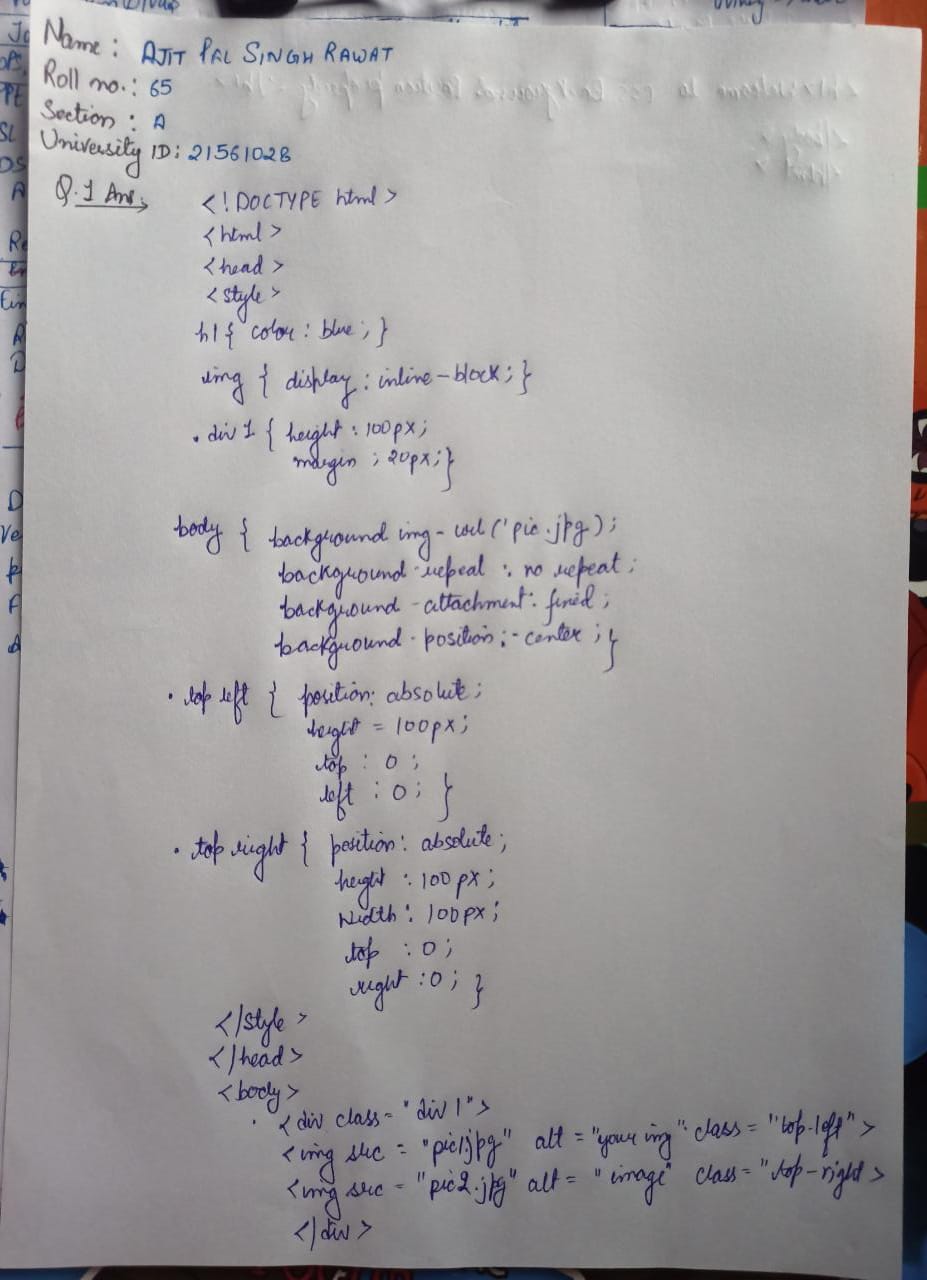 Name : AJIT PAL SINGH RAWAT
Roll no. : 65
Section : A
University ID : 21561028
Q.1 Ans.
<! DOCTYPE html >
< html >
< head >
< style >
h1 { color : blue ; }
img { display : inline-block ; }
. div 1 { height : 100px ;
margin ; 20px ; }
body { background img - url ('pic.jpg) ;
background-repeat : no repeat ;
background - attachment : fixed ;
background - position : - center ; }
. top left { position : absolute ;
height = 100px ;
top : 0 ;
left : 0 ; }
. top right { position : absolute ;
height : 100 px ;
Width : 100px ;
top : 0 ;
right : 0 ; }
</style >
</head >
<body >
. < div class = "div 1" >
< img src = "pic1.jpg" alt = "your img" class = "top-left" >
< img src = "pic2.jpg" alt = "image" class = "top-right >
</div >